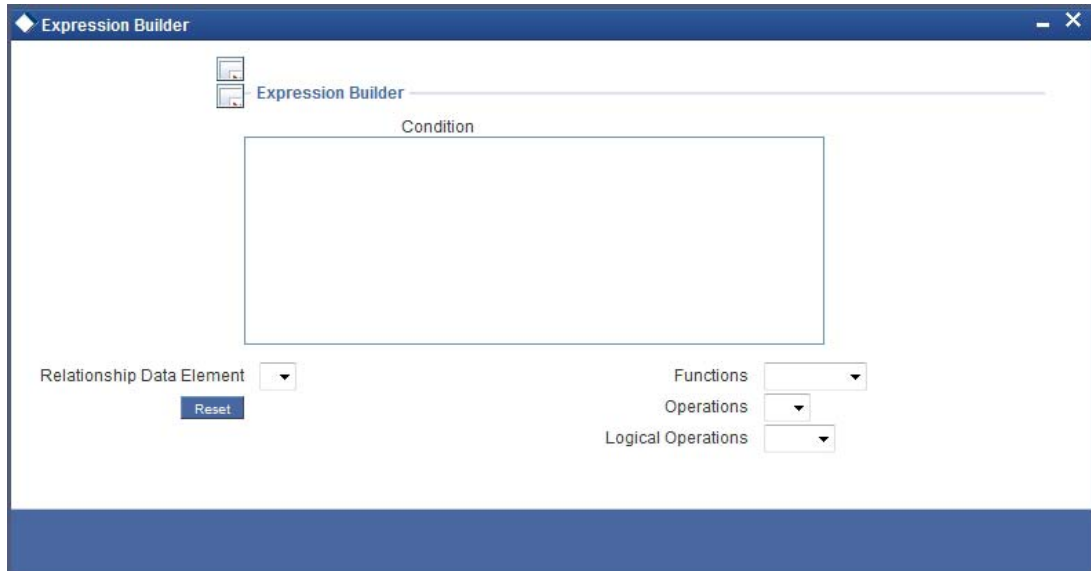 Expression Builder
Expression Builder
Condition
Relationship Data Element
Functions
Reset
Operations
Logical Operations